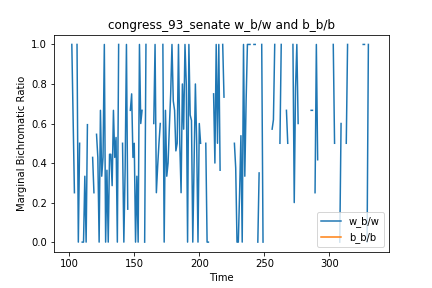 congress_93_senate w_b/w and b_b/b
Marginal Bichromatic Ratio
1.0
0.8
0.6
0.4
0.2
0.0
100 150 200 250 300
Time
w_b/w
b_b/b